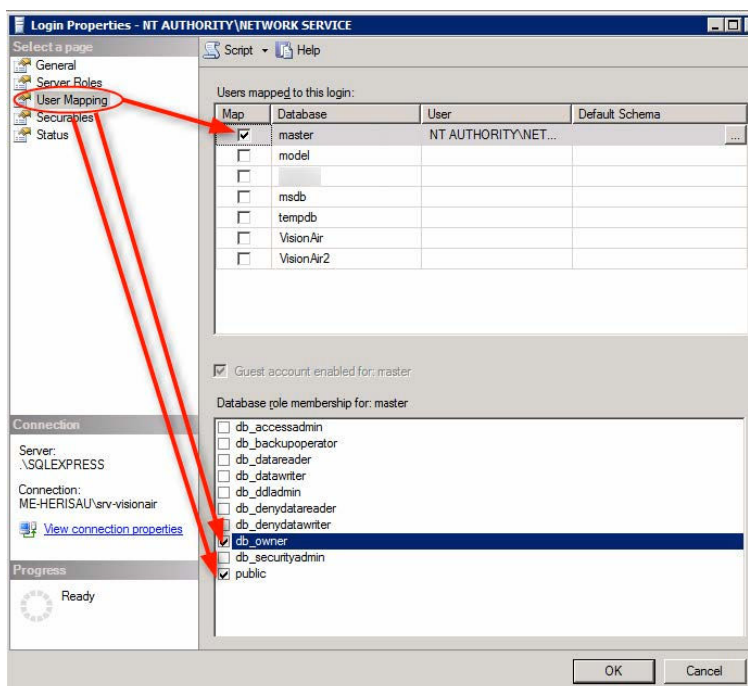 Login Properties - NT AUTHORITY\NETWORK SERVICE
Select a page
General
Server Roles
User Mapping
Securables
Status
Script Help
Users mapped to this login:
Map Database User Default Schema
master NT AUTHORITY\NET... ...
model
msdb
tempdb
VisionAir
VisionAir2
Guest account enabled for: master
Database role membership for: master
db_accessadmin
db_backupoperator
db_datareader
db_datawriter
db_ddladmin
db_denydatareader
db_denydatawriter
db_owner
db_securityadmin
public
Connection
Server:
.\SQLEXPRESS
Connection:
ME-HERISAU\srv-visionair
View connection properties
Progress
Ready
OK Cancel